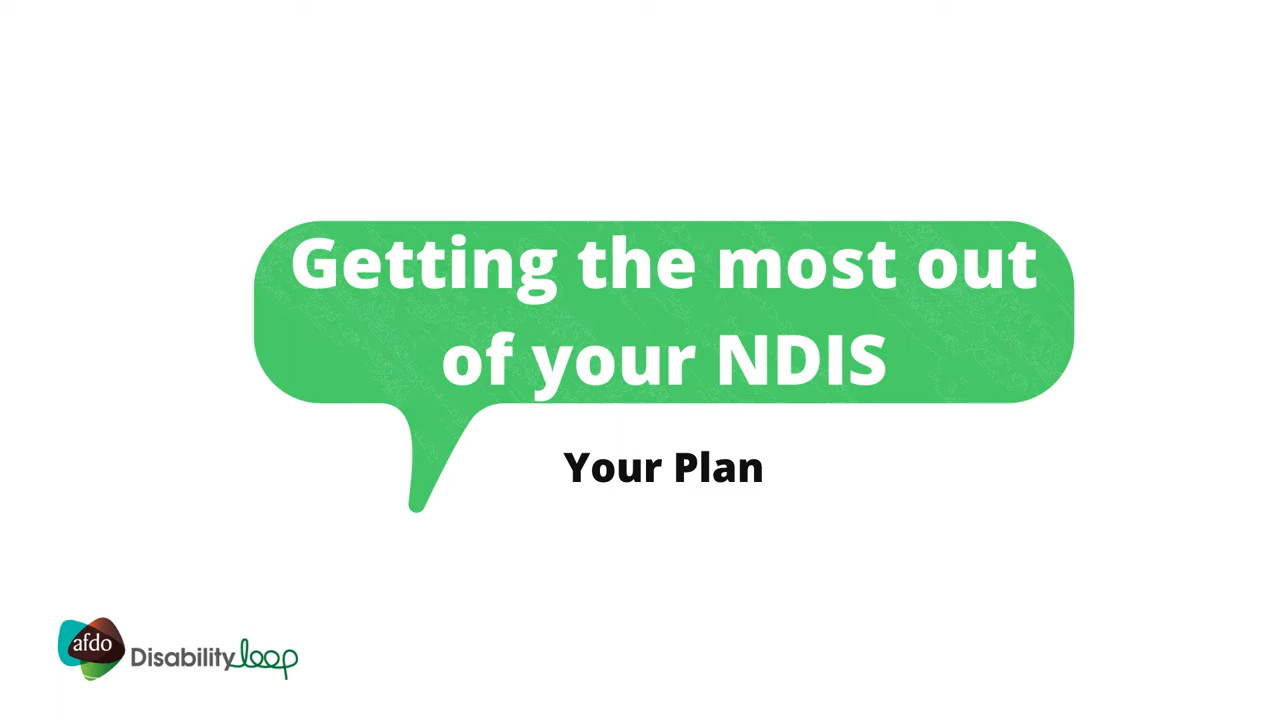 Getting the most out
of your NDIS
Your Plan
afdo
Disability loop